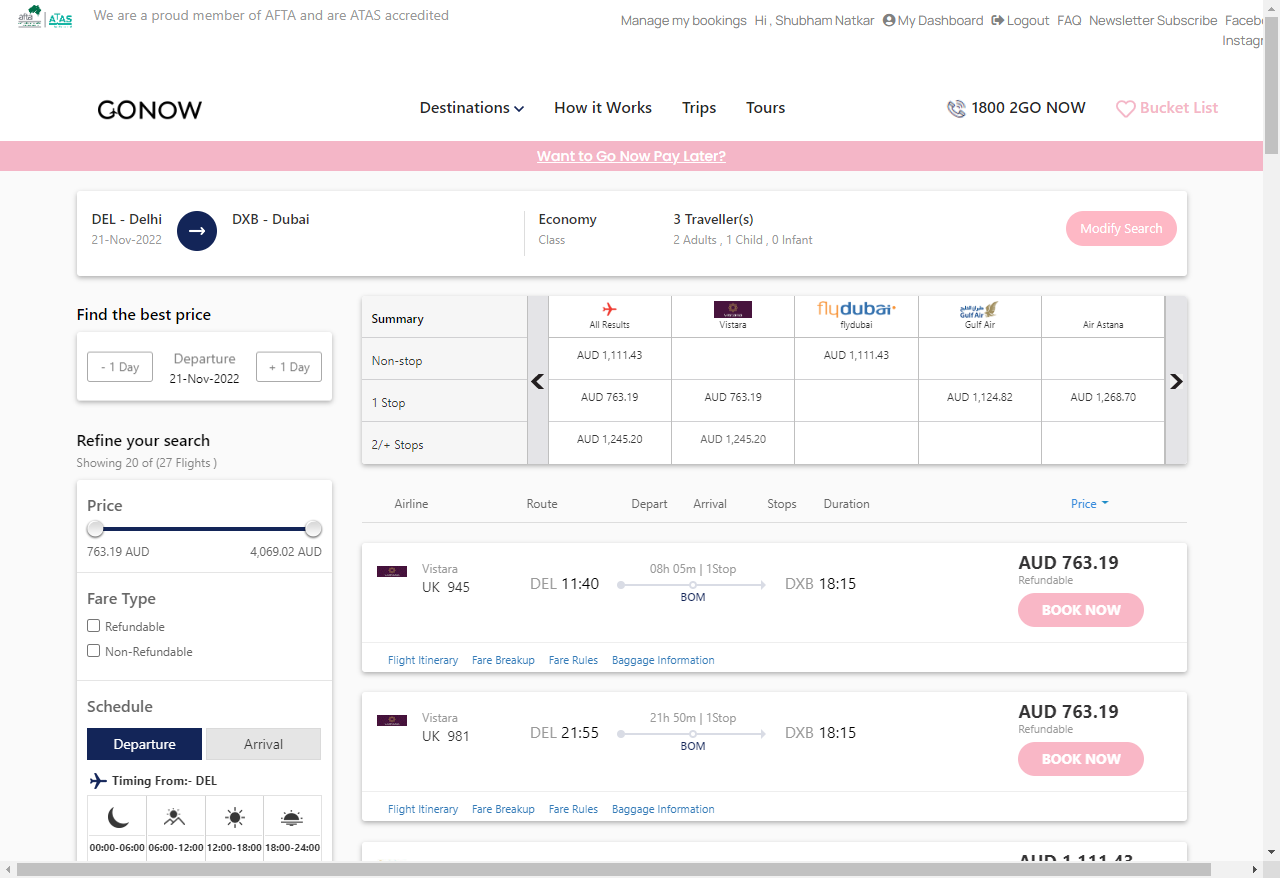 afta ATAS
We are a proud member of AFTA and are ATAS accredited
Manage my bookings Hi , Shubham Natkar My Dashboard Logout FAQ Newsletter Subscribe
GONOW
Destinations How it Works Trips Tours
1800 2GO NOW Bucket List
Want to Go Now Pay Later?
DEL - Delhi DXB - Dubai Economy 3 Traveller(s)
21-Nov-2022 Class 2 Adults , 1 Child , 0 Infant
Modify Search
Find the best price
- 1 Day Departure + 1 Day
21-Nov-2022
Refine your search
Showing 20 of (27 Flights )
Price
763.19 AUD 4,069.02 AUD
Fare Type
Refundable
Non-Refundable
Schedule
Departure Arrival
Timing From:- DEL
00:00-06:00 06:00-12:00 12:00-18:00 18:00-24:00
flydubai Gulf Air
Summary All Results Vistara flydubai Gulf Air Air Astana
Non-stop AUD 1,111.43 AUD 1,111.43
1 Stop AUD 763.19 AUD 763.19 AUD 1,124.82 AUD 1,268.70
2/+ Stops AUD 1,245.20 AUD 1,245.20
Airline Route Depart Arrival Stops Duration Price
Vistara
UK 945
DEL 11:40
08h 05m | 1Stop
BOM
DXB 18:15
AUD 763.19
Refundable
BOOK NOW
Flight Itinerary Fare Breakup Fare Rules Baggage Information
Vistara
UK 981
DEL 21:55
21h 50m | 1Stop
BOM
DXB 18:15
AUD 763.19
Refundable
BOOK NOW
Flight Itinerary Fare Breakup Fare Rules Baggage Information
AUD 1,111.43